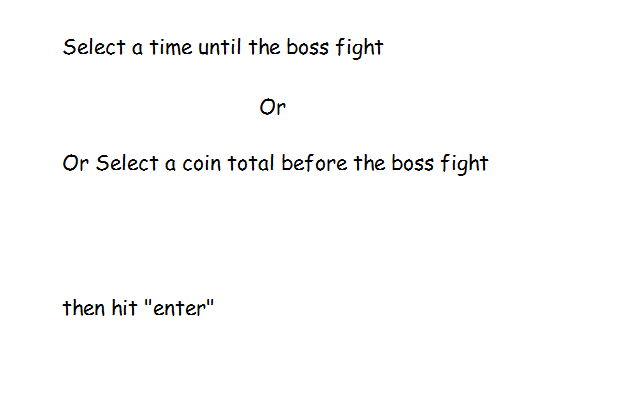 Select a time until the boss fight
Or
Or Select a coin total before the boss fight
then hit "enter"